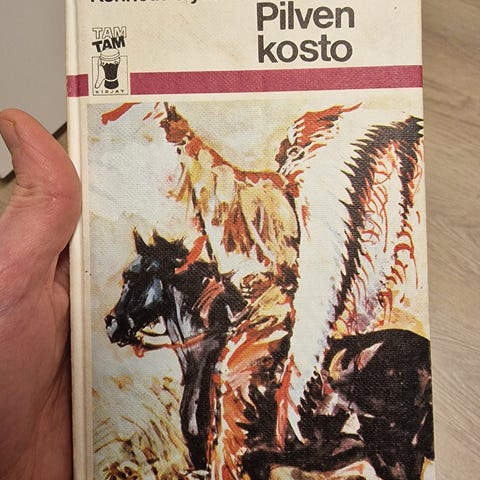 Pilven
kosto
TAM
TAM
KIRJAT